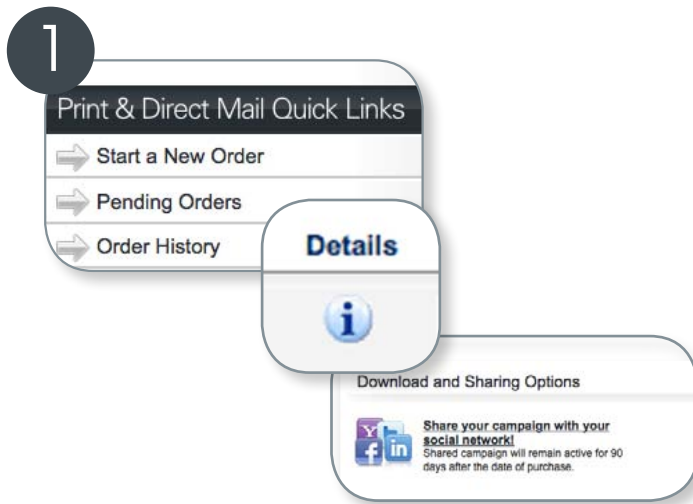 1
Print & Direct Mail Quick Links
Start a New Order
Pending Orders
Order History
Details
i
Download and Sharing Options
Y f in
Share your campaign with your
social network!
Shared campaign will remain active for 90
days after the date of purchase.